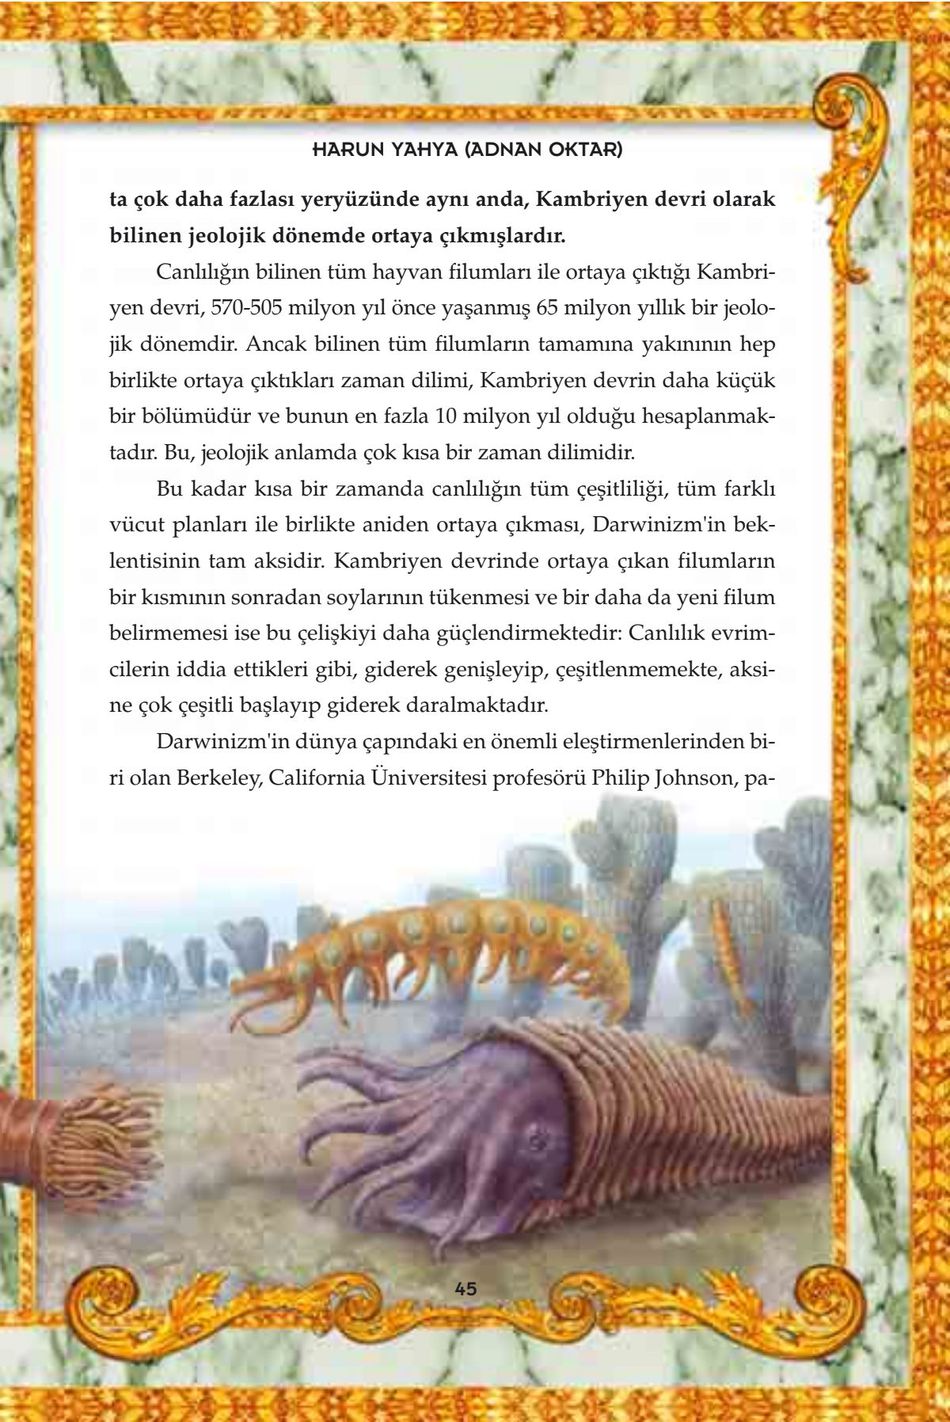 HARUN YAHYA (ADNAN OKTAR)
ta çok daha fazlası yeryüzünde aynı anda, Kambriyen devri olarak
bilinen jeolojik dönemde ortaya çıkmışlardır.
Canlılığın bilinen tüm hayvan filumları ile ortaya çıktığı Kambri-
yen devri, 570-505 milyon yıl önce yaşanmış 65 milyon yıllık bir jeolo-
jik dönemdir. Ancak bilinen tüm filumların tamamına yakınının hep
birlikte ortaya çıktıkları zaman dilimi, Kambriyen devrin daha küçük
bir bölümüdür ve bunun en fazla 10 milyon yıl olduğu hesaplanmak-
tadır. Bu, jeolojik anlamda çok kısa bir zaman dilimidir.
Bu kadar kısa bir zamanda canlılığın tüm çeşitliliği, tüm farklı
vücut planları ile birlikte aniden ortaya çıkması, Darwinizm'in bek-
lentisinin tam aksidir. Kambriyen devrinde ortaya çıkan filumların
bir kısmının sonradan soylarının tükenmesi ve bir daha da yeni filum
belirmemesi ise bu çelişkiyi daha güçlendirmektedir: Canlılık evrim-
cilerin iddia ettikleri gibi, giderek genişleyip, çeşitlenmemekte, aksi-
ne çok çeşitli başlayıp giderek daralmaktadır.
Darwinizm'in dünya çapındaki en önemli eleştirmenlerinden bi-
ri olan Berkeley, California Üniversitesi profesörü Philip Johnson, pa-
45